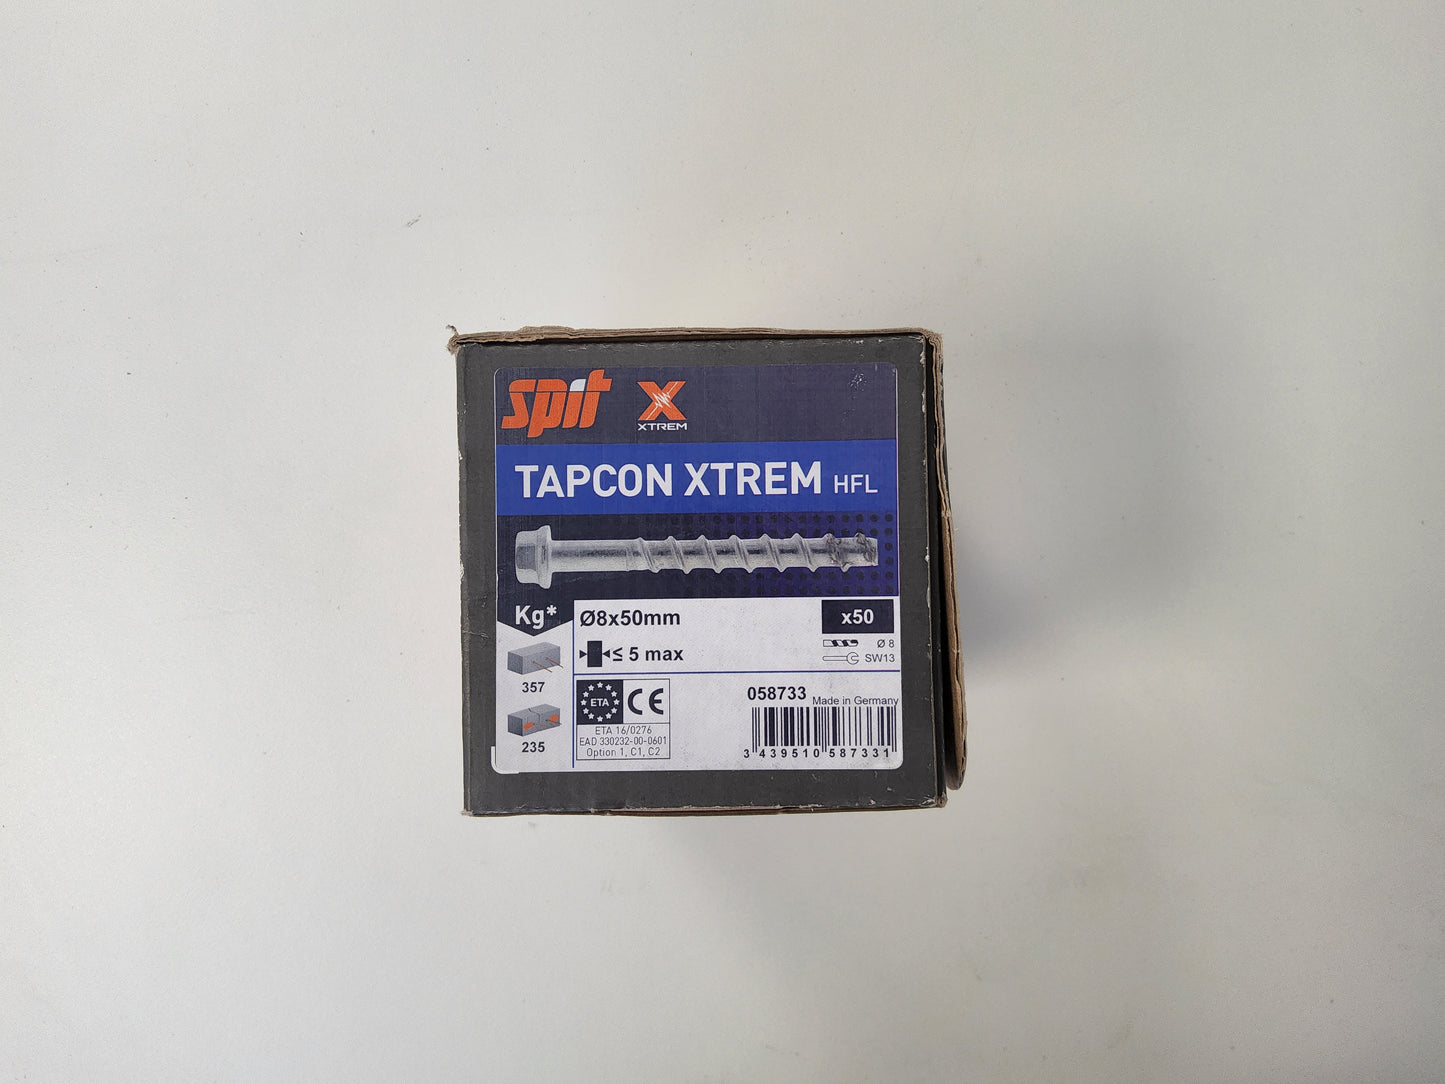 spit
XTREM
TAPCON XTREM HFL
Kg*
Ø8x50mm
x50
≤ 5 max
Ø 8
SW13
357
235
ETA
CE
ETA 16/0276
EAD 330232-00-0601
Option 1, C1, C2
058733 Made in Germany
3 439510 587331